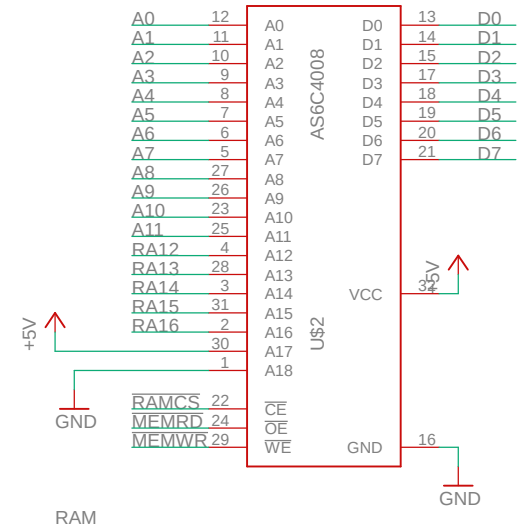 A0 12 A0 D0 13 D0
A1 11 A1 D1 14 D1
A2 10 A2 D2 15 D2
A3 9 A3 D3 17 D3
A4 8 A4 D4 18 D4
A5 7 A5 D5 19 D5
A6 6 A6 D6 20 D6
A7 5 A7 D7 21 D7
AS6C4008
A8 27 A8
A9 26 A9
A10 23 A10
A11 25 A11
RA12 4 A12
RA13 28 A13
RA14 3 A14 VCC 32 +5V
RA15 31 A15
RA16 2 A16
U$2
+5V 30 A17
1 A18
GND
RAMCS 22 CE
MEMRD 24 OE
MEMWR 29 WE GND 16
GND
RAM